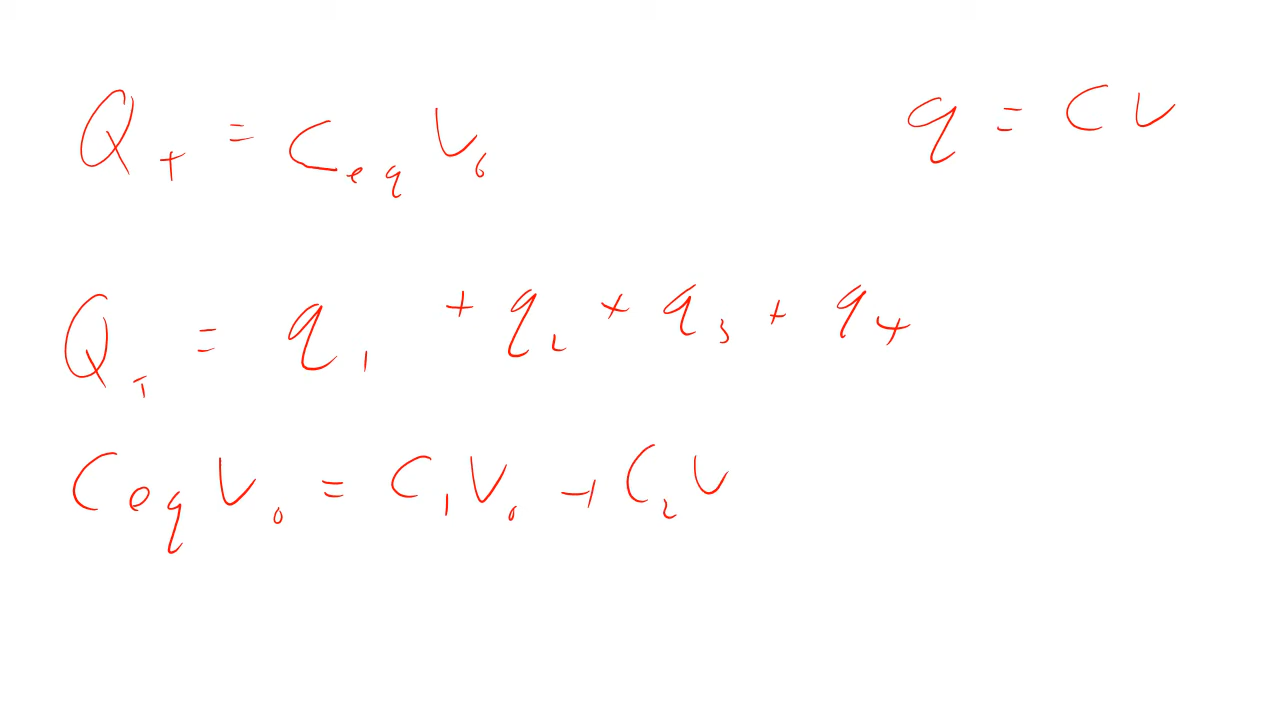 Q_T = C_eq V_0
q = CV
Q_T = q_1 + q_2 + q_3 + q_4
C_eq V_0 = C_1 V_0 + C_2 V